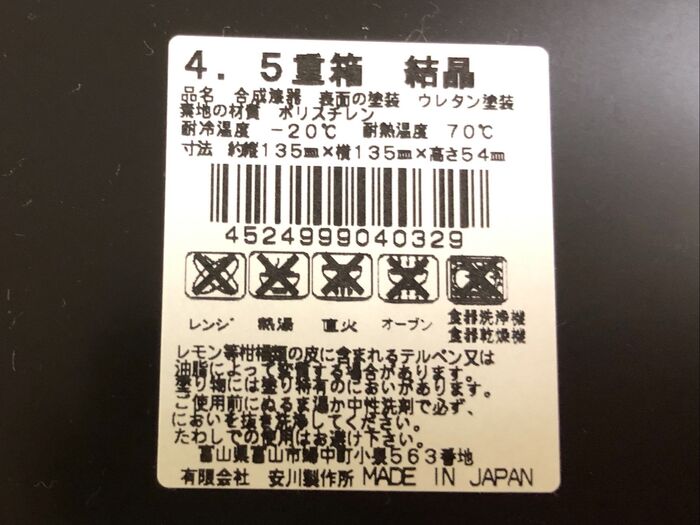 4．5重箱　結晶
品名　合成漆器　表面の塗装　ウレタン塗装
素地の材質　ポリスチレン
耐冷温度　-20℃　耐熱温度　70℃
寸法　約縦135mm×横135mm×高さ54mm
4524999040329
レンジ　熱湯　直火　オーブン　食器洗浄機
食器乾燥機
レモン等柑橘類の皮に含まれるテルペン又は
油脂によって変質する場合があります。
塗り物には塗り特有のにおいがあります。
ご使用前にぬるま湯か中性洗剤で必ず、
においを抜き洗浄してください。
たわしでの使用はお避け下さい。
富山県富山市婦中町小泉563番地
有限会社　安川製作所　MADE IN JAPAN